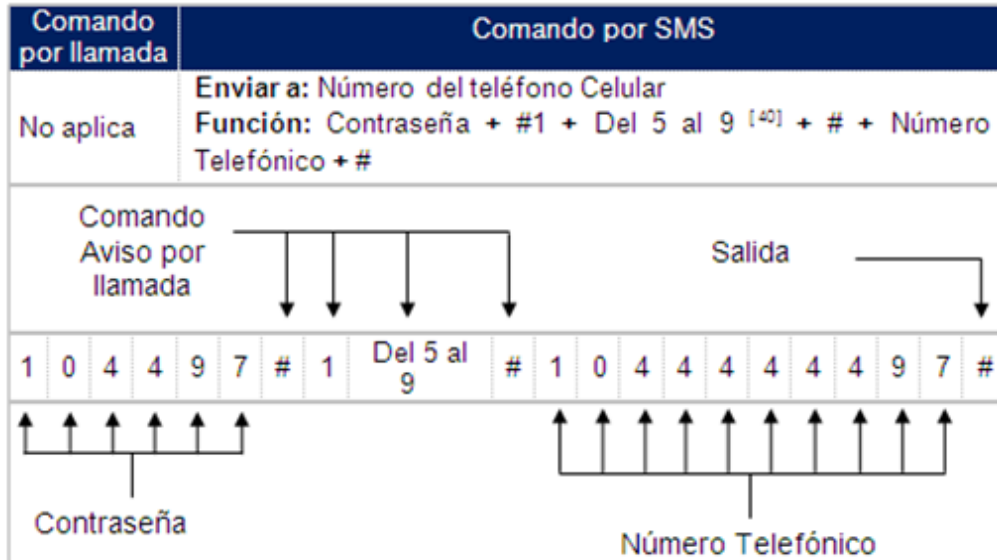 Comando
por llamada
Comando por SMS
No aplica
Enviar a: Número del teléfono Celular
Función: Contraseña + #1 + Del 5 al 9 [40] + # + Número
Telefónico + #
Comando
Aviso por
llamada
Salida
1 0 4 4 9 7 # 1 Del 5 al 9 # 1 0 4 4 4 4 4 4 9 7 #
Contraseña
Número Telefónico